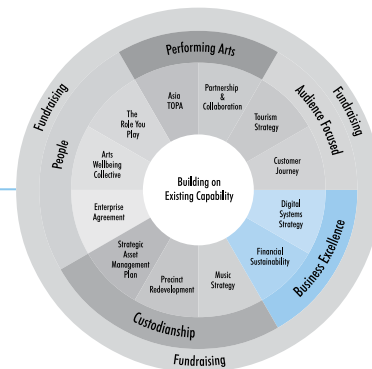 Fundraising
Performing Arts
Fundraising
Audience Focused
People
Business Excellence
Custodianship
Fundraising
Asia
TOPA
Partnership
&
Collaboration
Tourism
Strategy
Customer
Journey
Digital
Systems
Strategy
Financial
Sustainability
Music
Strategy
Precinct
Redevelopment
Strategic
Asset
Management
Plan
Enterprise
Agreement
Arts
Wellbeing
Collective
The
Role You
Play
Building on
Existing Capability